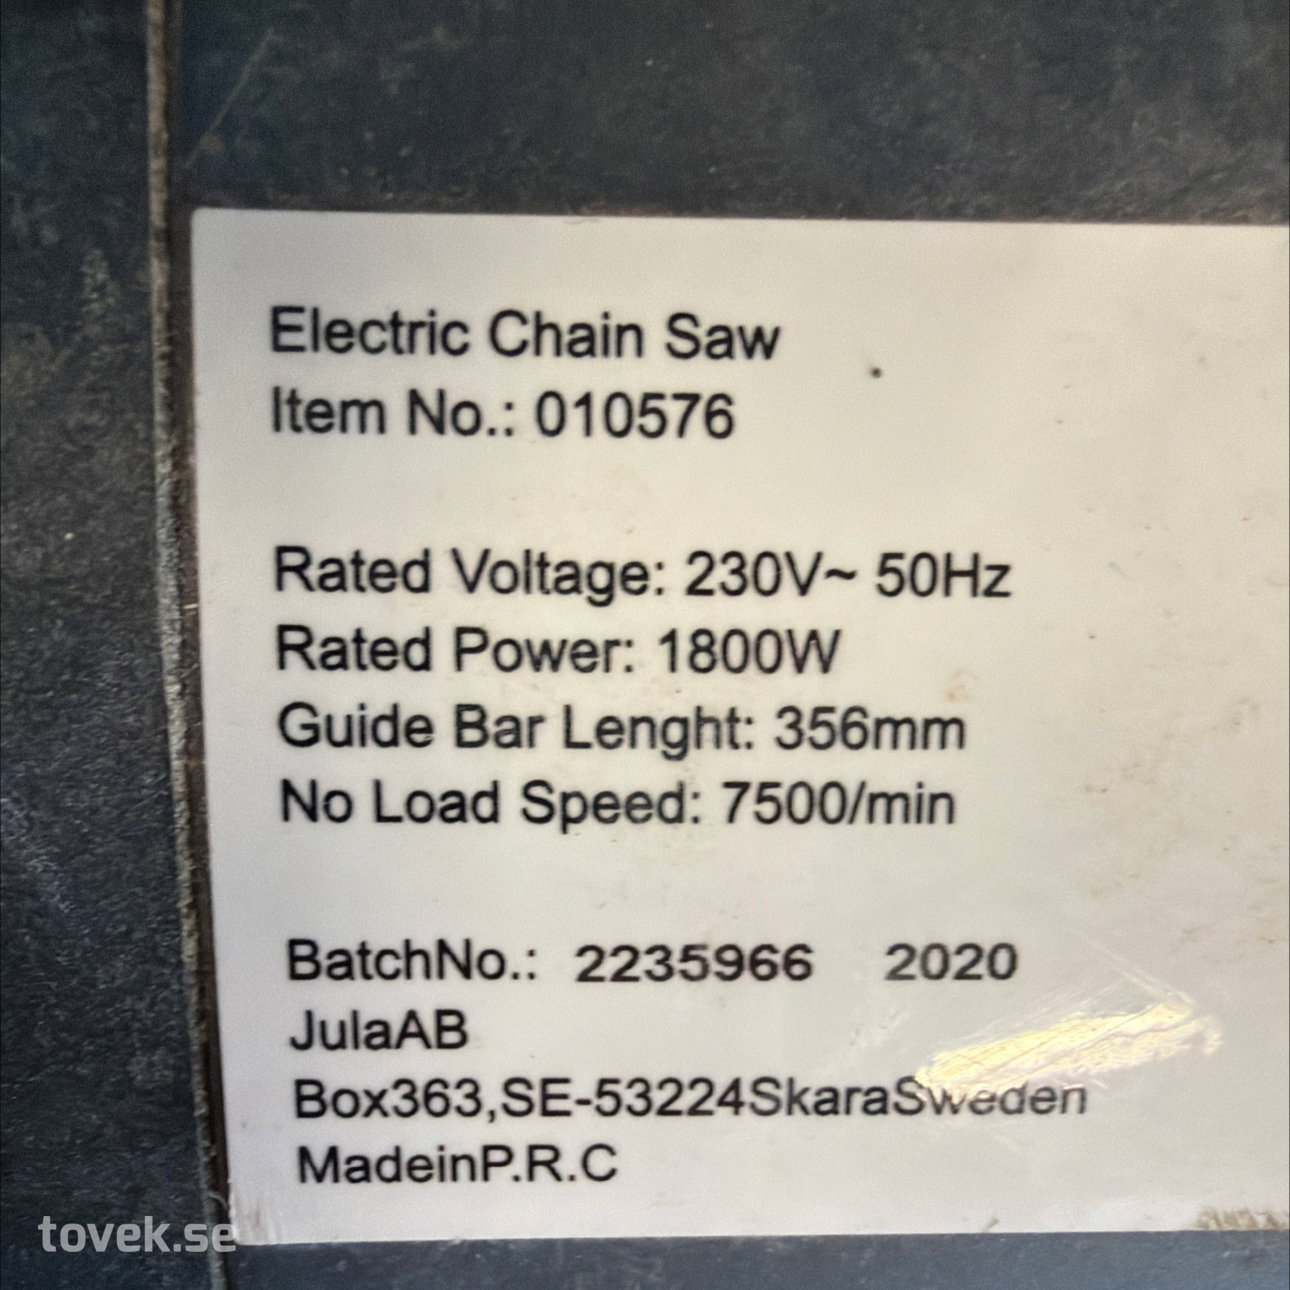 Electric Chain Saw
Item No.: 010576
Rated Voltage: 230V~ 50Hz
Rated Power: 1800W
Guide Bar Lenght: 356mm
No Load Speed: 7500/min
BatchNo.: 2235966 2020
JulaAB
Box363,SE-53224SkaraSweden
MadeinP.R.C
tovek.se